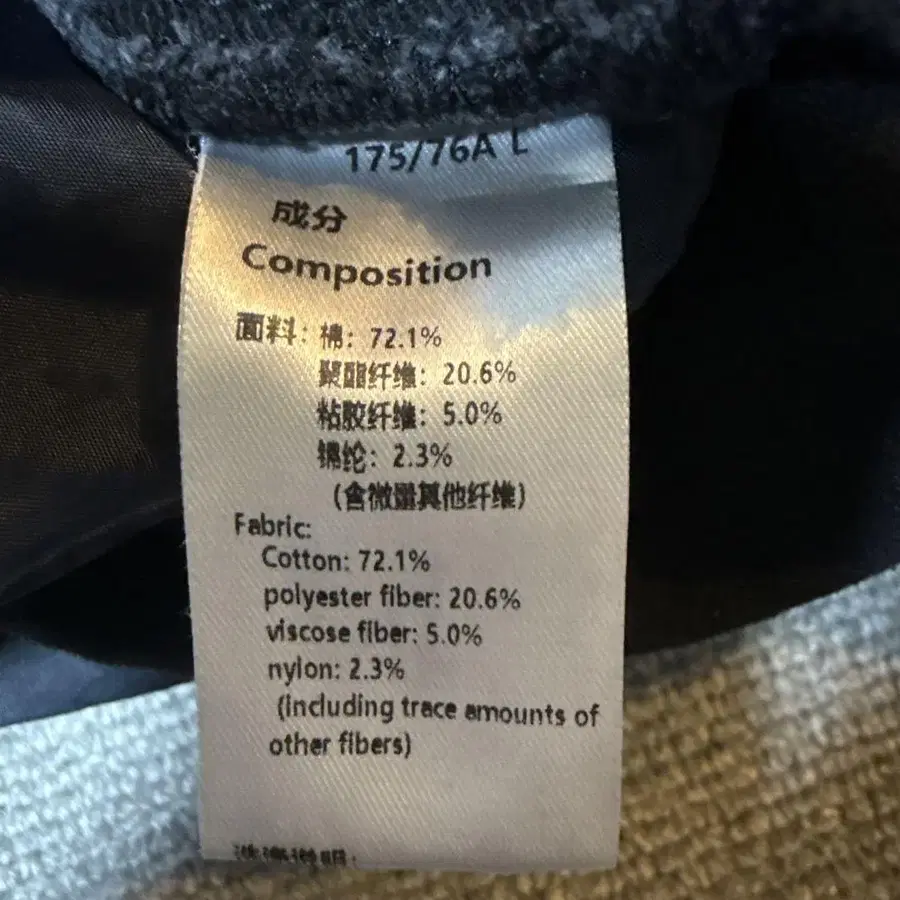 175/76A L
成分
Composition
面料: 棉: 72.1%
聚酯纤维: 20.6%
粘胶纤维: 5.0%
锦纶: 2.3%
(含微量其他纤维)
Fabric:
Cotton: 72.1%
polyester fiber: 20.6%
viscose fiber: 5.0%
nylon: 2.3%
(including trace amounts of
other fibers)